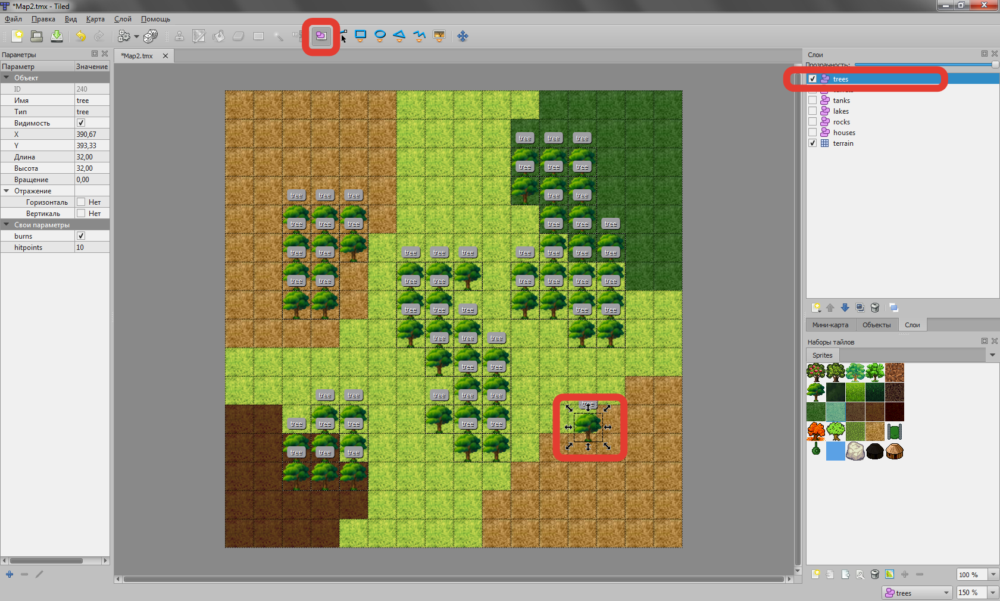 *Map2.tmx - Tiled
Файл Правка Вид Карта Слой Помощь
Параметры
Параметр Значение
Объект
ID 240
Имя tree
Тип tree
Видимость
X 390,67
Y 393,33
Длина 32,00
Высота 32,00
Вращение 0,00
Отражение
Горизонталь Нет
Вертикаль Нет
Свои параметры
burns
hitpoints 10
*Map2.tmx
tree tree tree
tree tree tree
tree tree tree tree tree
tree tree tree tree tree tree
tree tree tree tree tree tree tree tree
tree tree tree tree tree tree tree tree
tree tree tree tree tree
tree tree tree
tree tree
tree tree tree tree
tree
tree tree tree tree tree
tree tree tree
Слои
Прозрачность:
trees
tanks
lakes
rocks
houses
terrain
Мини-карта Объекты Слои
Наборы тайлов
Sprites
100 %
trees 150 %